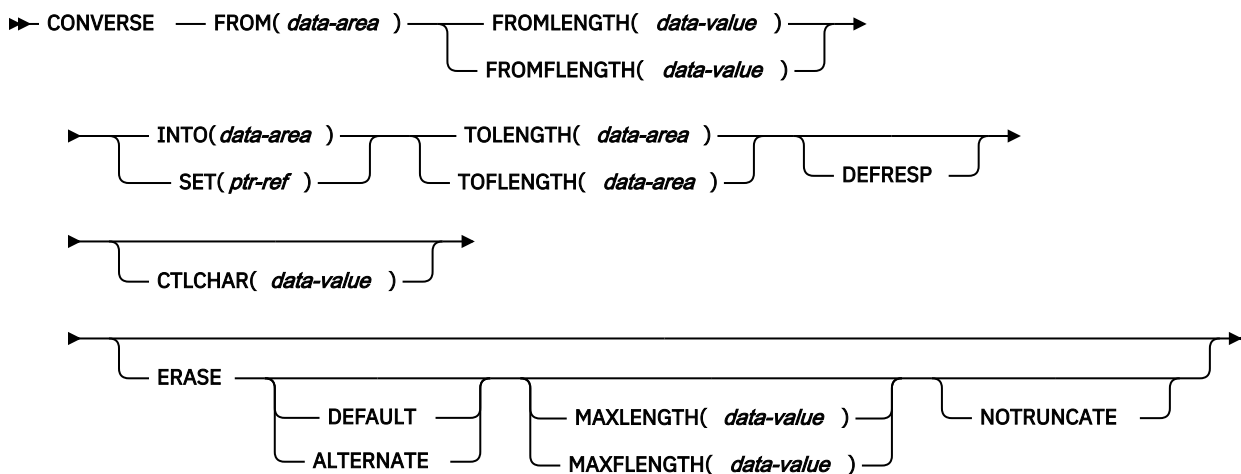 CONVERSE FROM( data-area ) FROMLENGTH( data-value )
FROMFLENGTH( data-value )
INTO( data-area ) TOLENGTH( data-area )
SET( ptr-ref ) TOFLENGTH( data-area ) DEFRESP
CTLCHAR( data-value )
ERASE
DEFAULT MAXLENGTH( data-value ) NOTRUNCATE
ALTERNATE MAXFLENGTH( data-value )